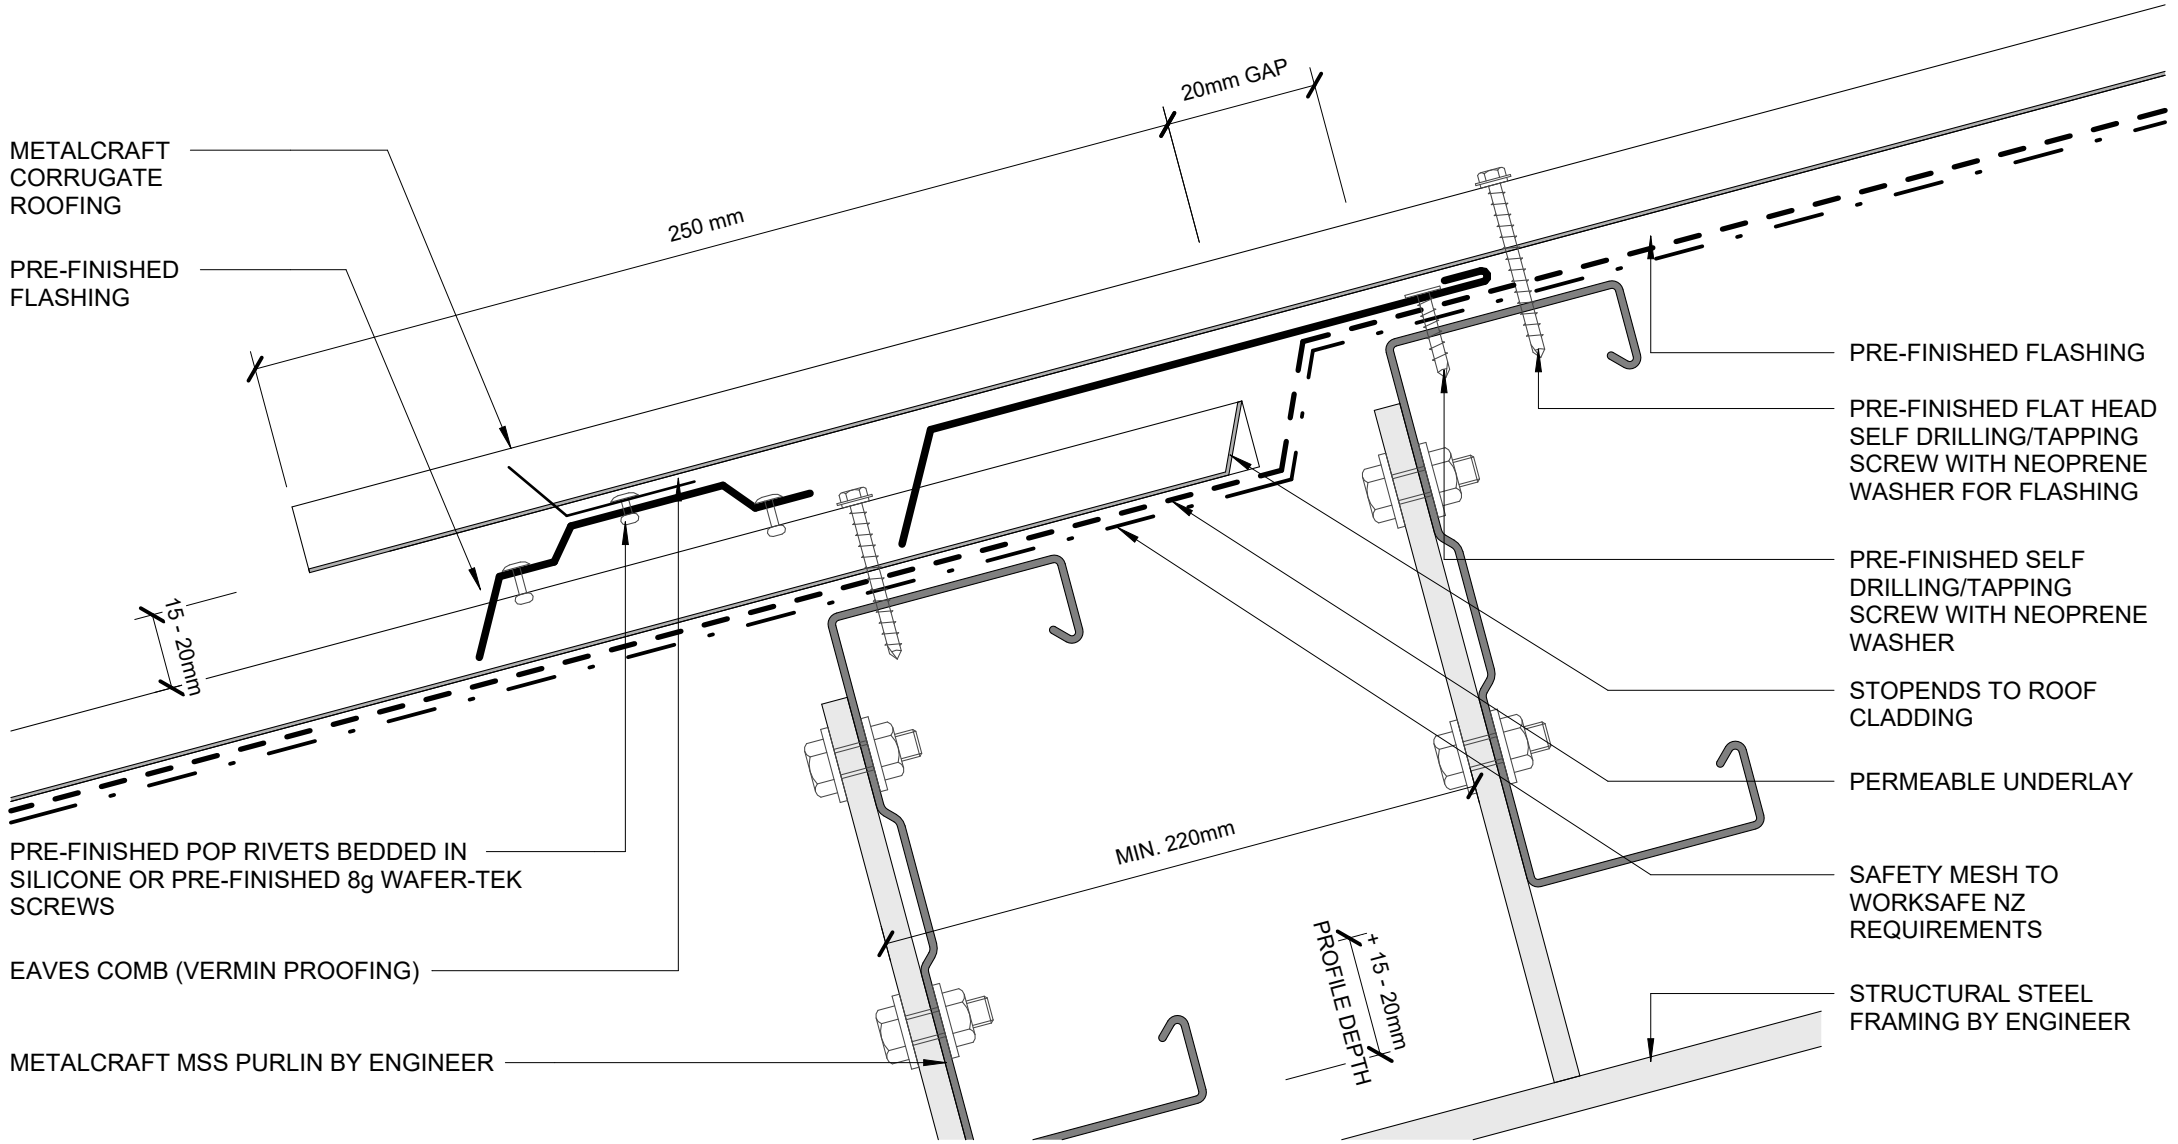 20mm GAP
250 mm
METALCRAFT
CORRUGATE
ROOFING
PRE-FINISHED
FLASHING
15 - 20mm
PRE-FINISHED POP RIVETS BEDDED IN
SILICONE OR PRE-FINISHED 8g WAFER-TEK
SCREWS
EAVES COMB (VERMIN PROOFING)
METALCRAFT MSS PURLIN BY ENGINEER
MIN. 220mm
+ 15 - 20mm
PROFILE DEPTH
PRE-FINISHED FLASHING
PRE-FINISHED FLAT HEAD
SELF DRILLING/TAPPING
SCREW WITH NEOPRENE
WASHER FOR FLASHING
PRE-FINISHED SELF
DRILLING/TAPPING
SCREW WITH NEOPRENE
WASHER
STOPENDS TO ROOF
CLADDING
PERMEABLE UNDERLAY
SAFETY MESH TO
WORKSAFE NZ
REQUIREMENTS
STRUCTURAL STEEL
FRAMING BY ENGINEER